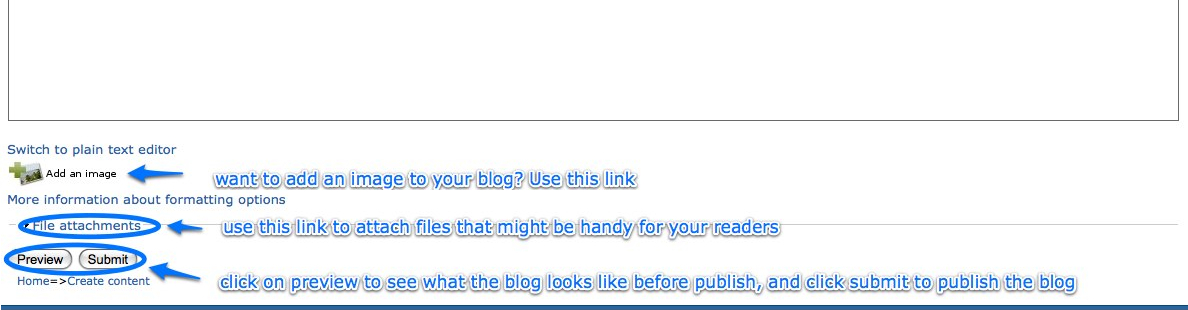 Switch to plain text editor
Add an image
want to add an image to your blog? Use this link
More information about formatting options
File attachments
use this link to attach files that might be handy for your readers
Preview Submit
click on preview to see what the blog looks like before publish, and click submit to publish the blog
Home=>Create content